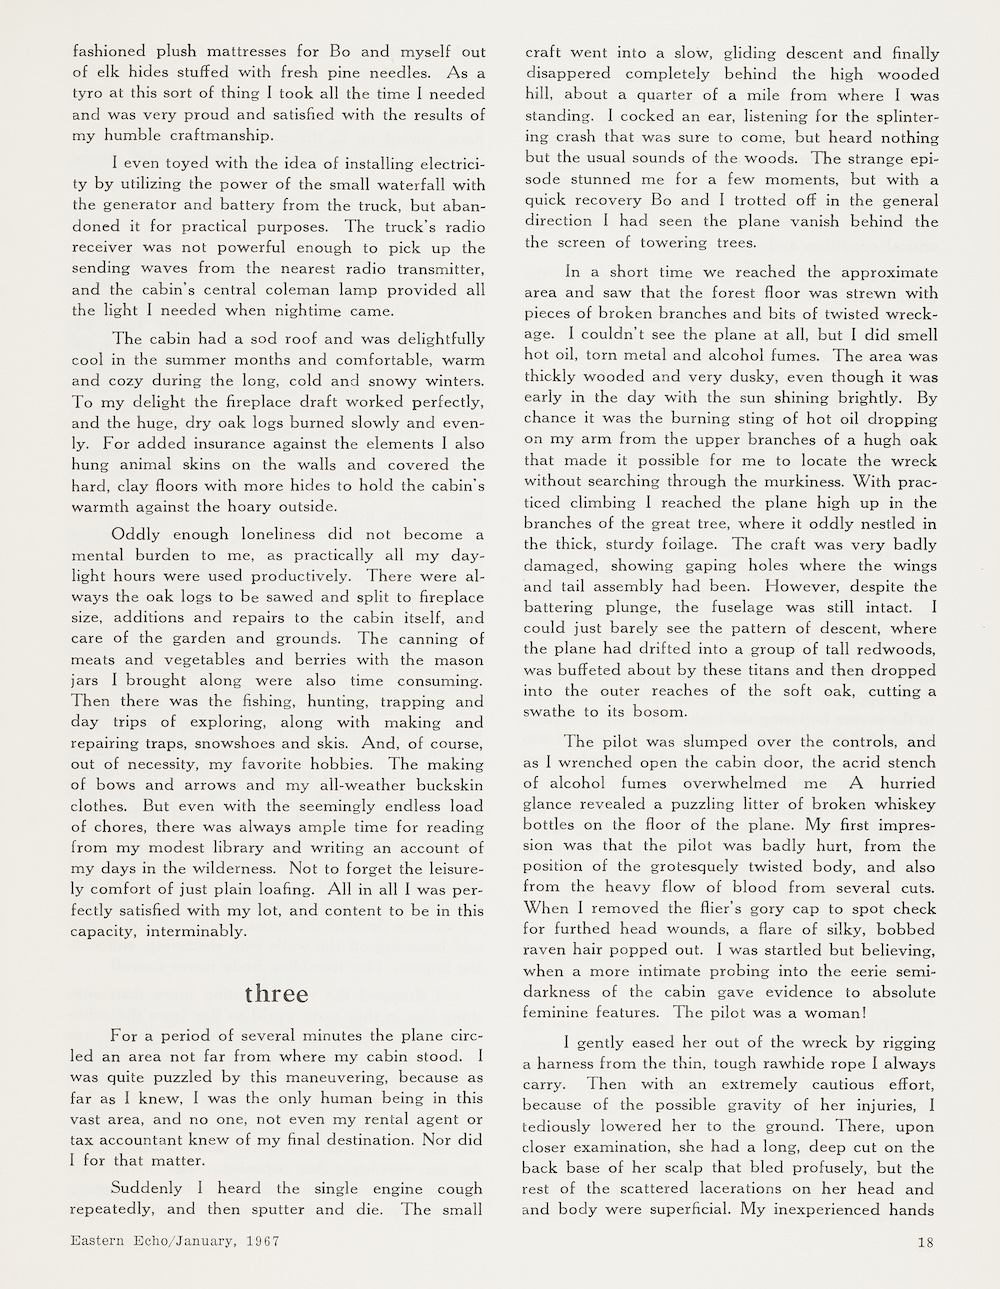 fashioned plush mattresses for Bo and myself out
of elk hides stuffed with fresh pine needles. As a
tyro at this sort of thing I took all the time I needed
and was very proud and satisfied with the results of
my humble craftmanship.
I even toyed with the idea of installing electrici-
ty by utilizing the power of the small waterfall with
the generator and battery from the truck, but aban-
doned it for practical purposes. The truck's radio
receiver was not powerful enough to pick up the
sending waves from the nearest radio transmitter,
and the cabin's central coleman lamp provided all
the light I needed when nightime came.
The cabin had a sod roof and was delightfully
cool in the summer months and comfortable, warm
and cozy during the long, cold and snowy winters.
To my delight the fireplace draft worked perfectly,
and the huge, dry oak logs burned slowly and even-
ly. For added insurance against the elements I also
hung animal skins on the walls and covered the
hard, clay floors with more hides to hold the cabin's
warmth against the hoary outside.
Oddly enough loneliness did not become a
mental burden to me, as practically all my day-
light hours were used productively. There were al-
ways the oak logs to be sawed and split to fireplace
size, additions and repairs to the cabin itself, and
care of the garden and grounds. The canning of
meats and vegetables and berries with the mason
jars I brought along were also time consuming.
Then there was the fishing, hunting, trapping and
day trips of exploring, along with making and
repairing traps, snowshoes and skis. And, of course,
out of necessity, my favorite hobbies. The making
of bows and arrows and my all-weather buckskin
clothes. But even with the seemingly endless load
of chores, there was always ample time for reading
from my modest library and writing an account of
my days in the wilderness. Not to forget the leisure-
ly comfort of just plain loafing. All in all I was per-
fectly satisfied with my lot, and content to be in this
capacity, interminably.
three
For a period of several minutes the plane circ-
led an area not far from where my cabin stood. I
was quite puzzled by this maneuvering, because as
far as I knew, I was the only human being in this
vast area, and no one, not even my rental agent or
tax accountant knew of my final destination. Nor did
I for that matter.
Suddenly I heard the single engine cough
repeatedly, and then sputter and die. The small
craft went into a slow, gliding descent and finally
disappered completely behind the high wooded
hill, about a quarter of a mile from where I was
standing. I cocked an ear, listening for the splinter-
ing crash that was sure to come, but heard nothing
but the usual sounds of the woods. The strange epi-
sode stunned me for a few moments, but with a
quick recovery Bo and I trotted off in the general
direction I had seen the plane vanish behind the
the screen of towering trees.
In a short time we reached the approximate
area and saw that the forest floor was strewn with
pieces of broken branches and bits of twisted wreck-
age. I couldn't see the plane at all, but I did smell
hot oil, torn metal and alcohol fumes. The area was
thickly wooded and very dusky, even though it was
early in the day with the sun shining brightly. By
chance it was the burning sting of hot oil dropping
on my arm from the upper branches of a hugh oak
that made it possible for me to locate the wreck
without searching through the murkiness. With prac-
ticed climbing I reached the plane high up in the
branches of the great tree, where it oddly nestled in
the thick, sturdy foilage. The craft was very badly
damaged, showing gaping holes where the wings
and tail assembly had been. However, despite the
battering plunge, the fuselage was still intact. I
could just barely see the pattern of descent, where
the plane had drifted into a group of tall redwoods,
was buffeted about by these titans and then dropped
into the outer reaches of the soft oak, cutting a
swathe to its bosom.
The pilot was slumped over the controls, and
as I wrenched open the cabin door, the acrid stench
of alcohol fumes overwhelmed me A hurried
glance revealed a puzzling litter of broken whiskey
bottles on the floor of the plane. My first impres-
sion was that the pilot was badly hurt, from the
position of the grotesquely twisted body, and also
from the heavy flow of blood from several cuts.
When I removed the flier's gory cap to spot check
for furthed head wounds, a flare of silky, bobbed
raven hair popped out. I was startled but believing,
when a more intimate probing into the eerie semi-
darkness of the cabin gave evidence to absolute
feminine features. The pilot was a woman!
I gently eased her out of the wreck by rigging
a harness from the thin, tough rawhide rope I always
carry. Then with an extremely cautious effort,
because of the possible gravity of her injuries, I
tediously lowered her to the ground. There, upon
closer examination, she had a long, deep cut on the
back base of her scalp that bled profusely, but the
rest of the scattered lacerations on her head and
and body were superficial. My inexperienced hands
Eastern Echo/January, 1967
18